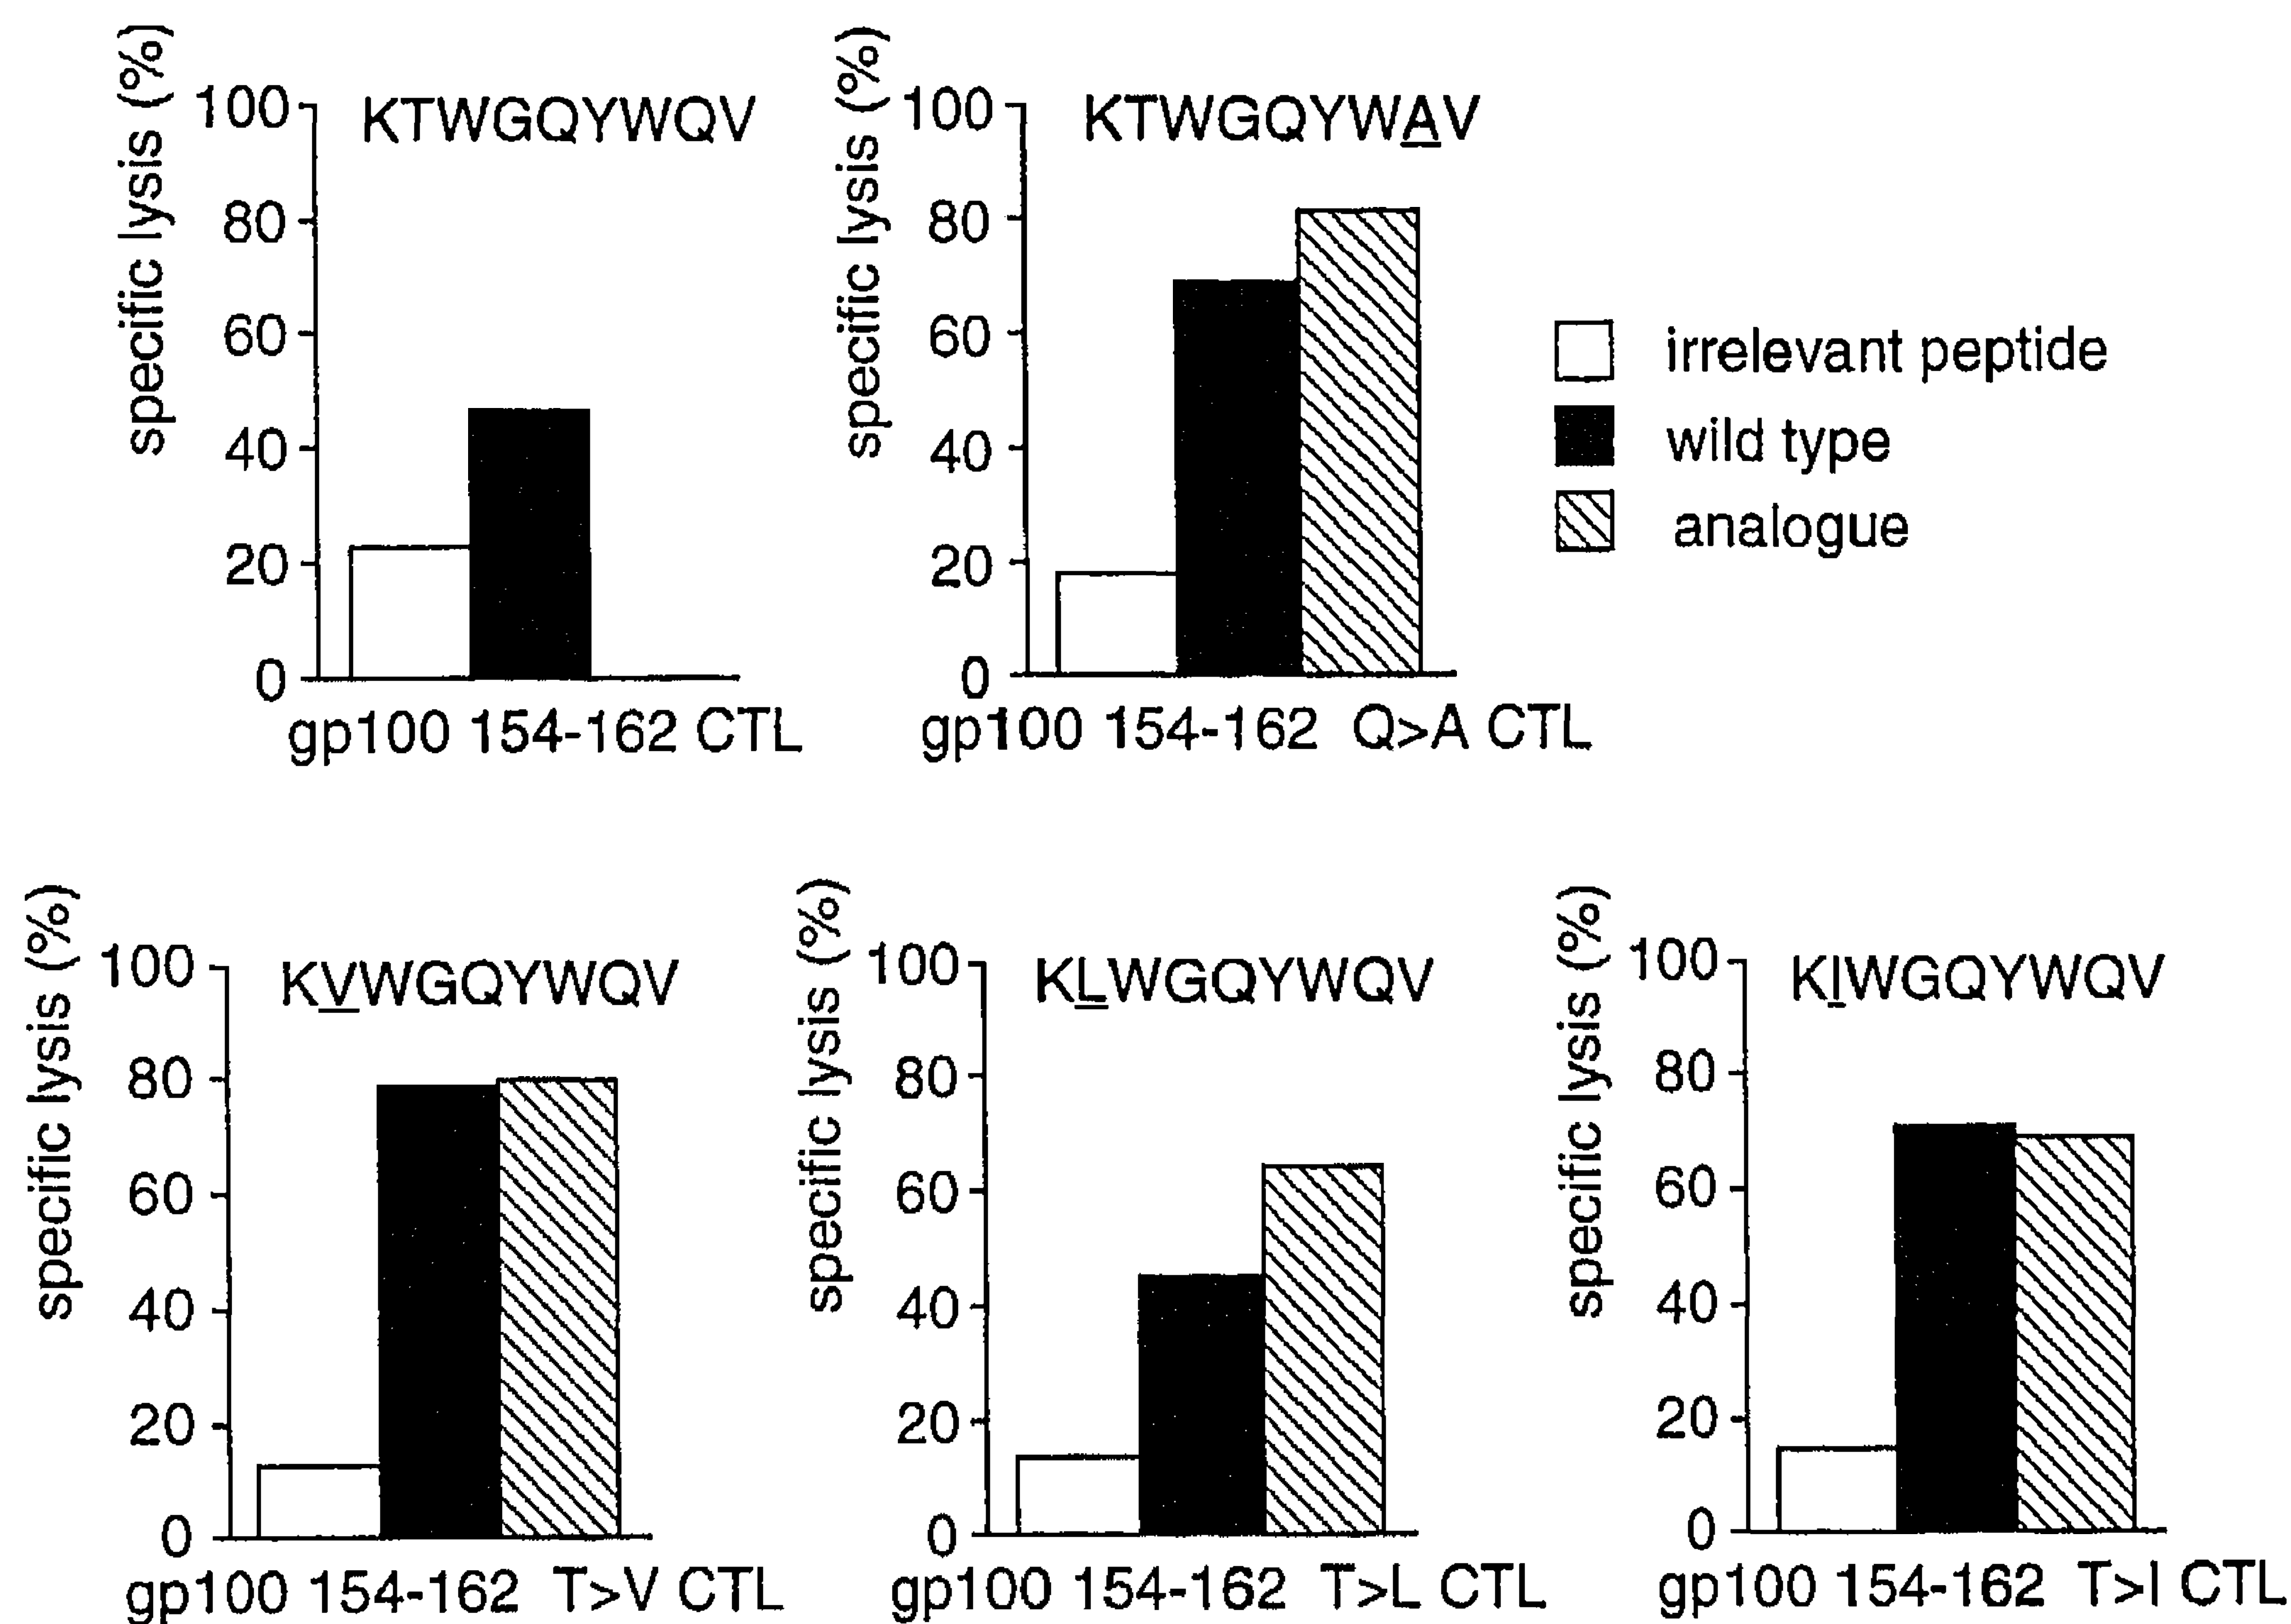 specific lysis (%)
100
80
60
40
20
0
KTWGQYWQV
gp100 154-162 CTL
specific lysis (%)
100
80
60
40
20
0
KTWGQYWAV
gp100 154-162 Q>A CTL
irrelevant peptide
wild type
analogue
specific lysis (%)
100
80
60
40
20
0
KVWGQYWQV
gp100 154-162 T>V CTL
specific lysis (%)
100
80
60
40
20
0
KLWGQYWQV
gp100 154-162 T>L CTL
specific lysis (%)
100
80
60
40
20
0
KIWGQYWQV
gp100 154-162 T>I CTL